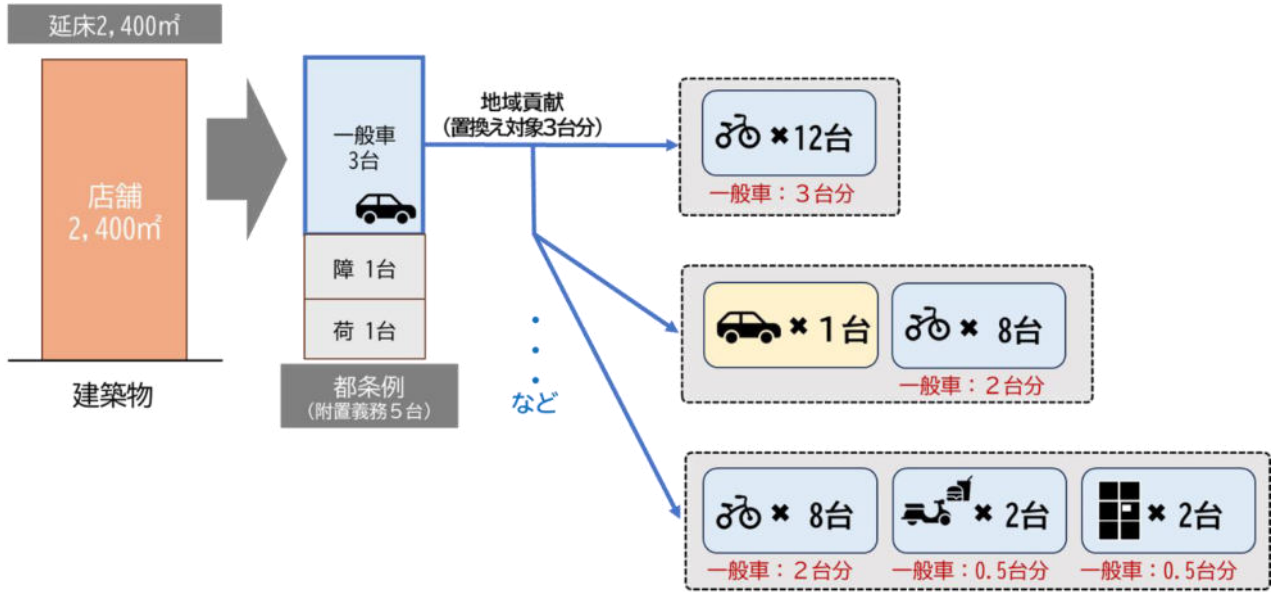 延床2,400㎡
店舗
2,400㎡
建築物
一般車
3台
障 1台
荷 1台
都条例
(附置義務５台)
地域貢献
(置換え対象3台分)
・
・
・
など
✖12台
一般車：３台分
✖ 1台
✖ 8台
一般車：２台分
✖ 8台
✖ 2台
✖ 2台
一般車：２台分
一般車：0.5台分
一般車：0.5台分